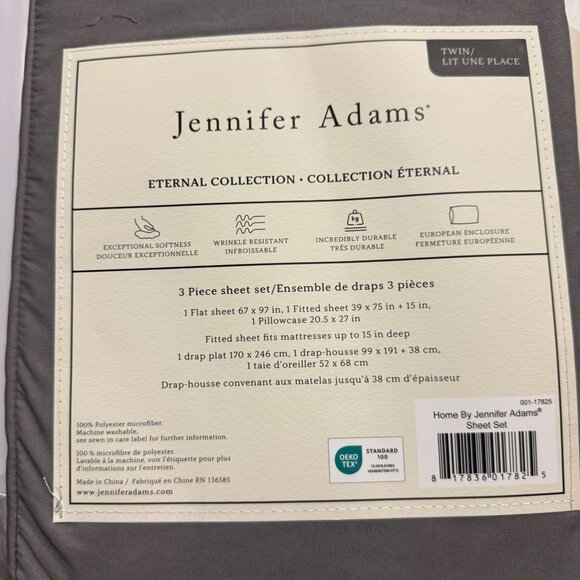 TWIN/
LIT UNE PLACE
Jennifer Adams®
ETERNAL COLLECTION • COLLECTION ÉTERNAL
EXCEPTIONAL SOFTNESS
DOUCEUR EXCEPTIONNELLE
WRINKLE RESISTANT
INFROISSABLE
kg
INCREDIBLY DURABLE
TRÈS DURABLE
EUROPEAN ENCLOSURE
FERMETURE EUROPÉENNE
3 Piece sheet set/Ensemble de draps 3 pièces
1 Flat sheet 67 x 97 in, 1 Fitted sheet 39 x 75 in + 15 in,
1 Pillowcase 20.5 x 27 in
Fitted sheet fits mattresses up to 15 in deep
1 drap plat 170 x 246 cm, 1 drap-housse 99 x 191 + 38 cm,
1 taie d'oreiller 52 x 68 cm
Drap-housse convenant aux matelas jusqu'à 38 cm d'épaisseur
100% Polyester microfiber.
Machine washable,
see sewn in care label for further information.
100 % microfibre de polyester.
Lavable à la machine, voir l'étiquette pour plus
d'informations sur l'entretien.
Made in China / Fabriqué en Chine RN 136585
www.jenniferadams.com
OEKO
TEX®
STANDARD
100
HOHENSTEIN HTTI
001-17825
Home By Jennifer Adams®
Sheet Set
8 17836 01782 5